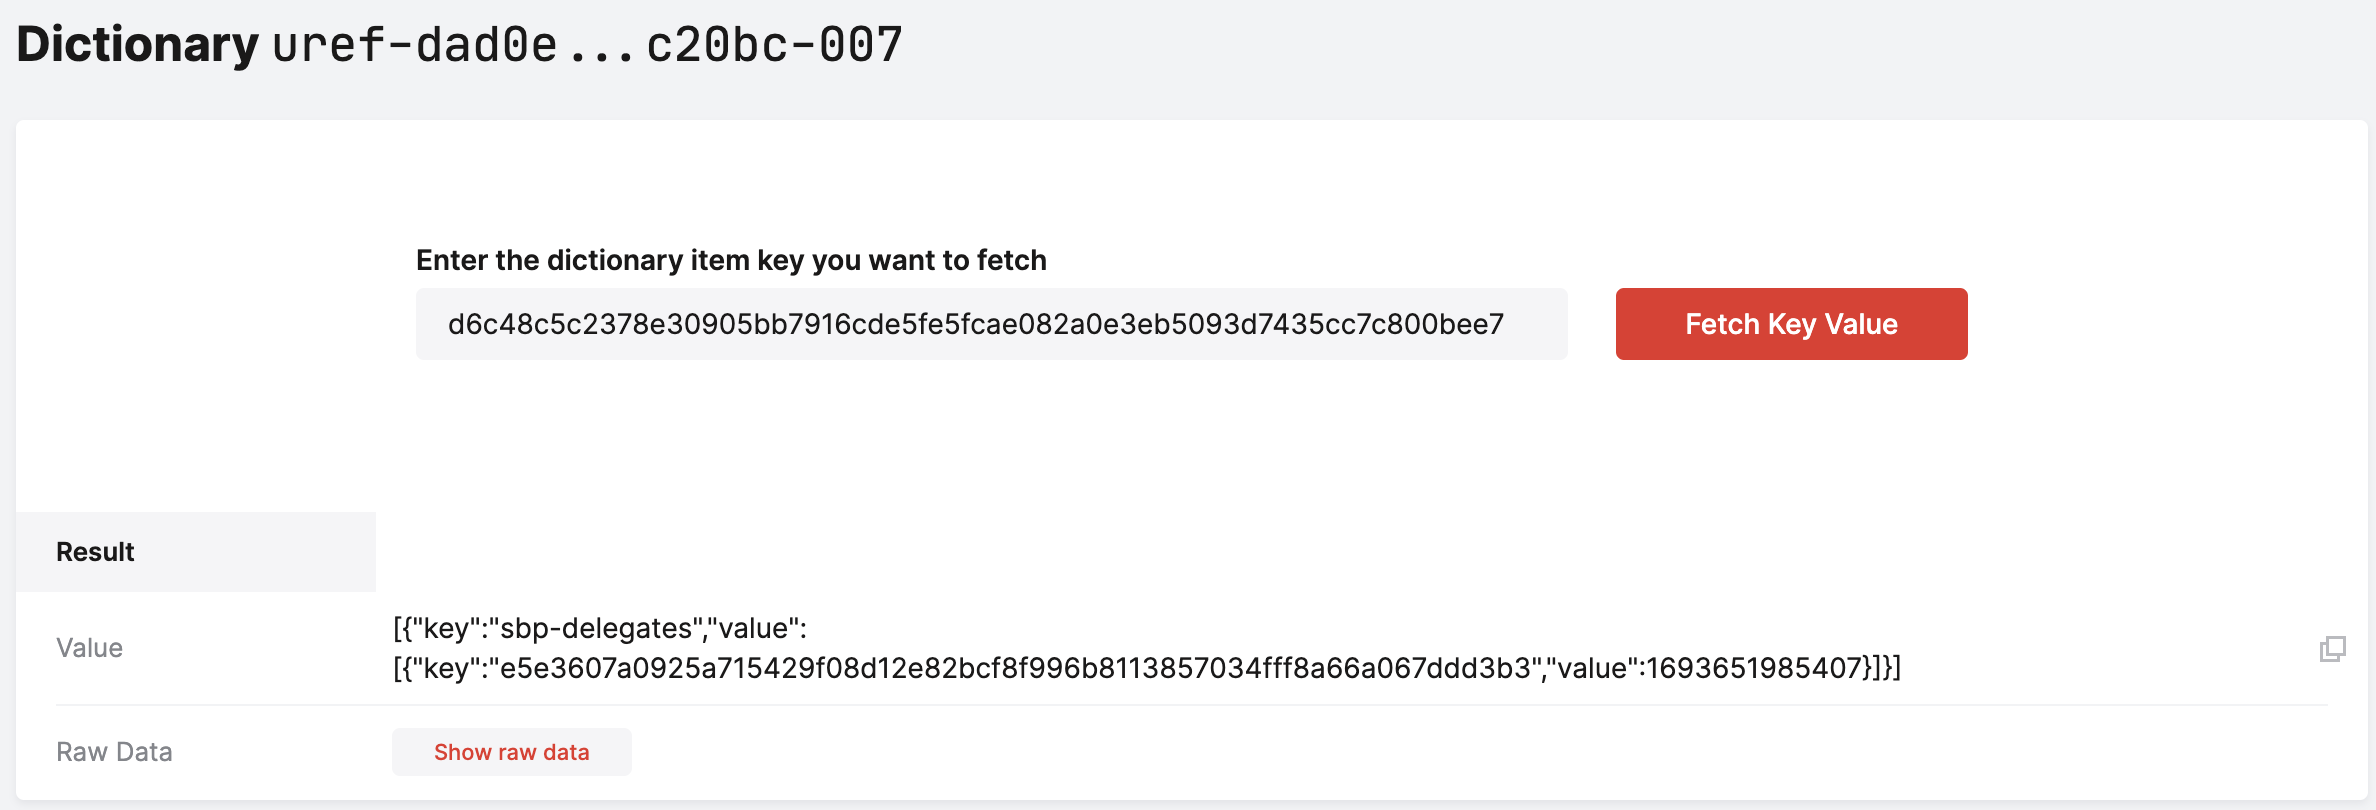 Dictionary uref-dad0e...c20bc-007
Enter the dictionary item key you want to fetch
d6c48c5c2378e30905bb7916cde5fe5fcae082a0e3eb5093d7435cc7c800bee7
Fetch Key Value
Result
Value
[{"key":"sbp-delegates","value":
[{"key":"e5e3607a0925a715429f08d12e82bcf8f996b8113857034fff8a66a067ddd3b3","value":1693651985407}]}]
Raw Data
Show raw data